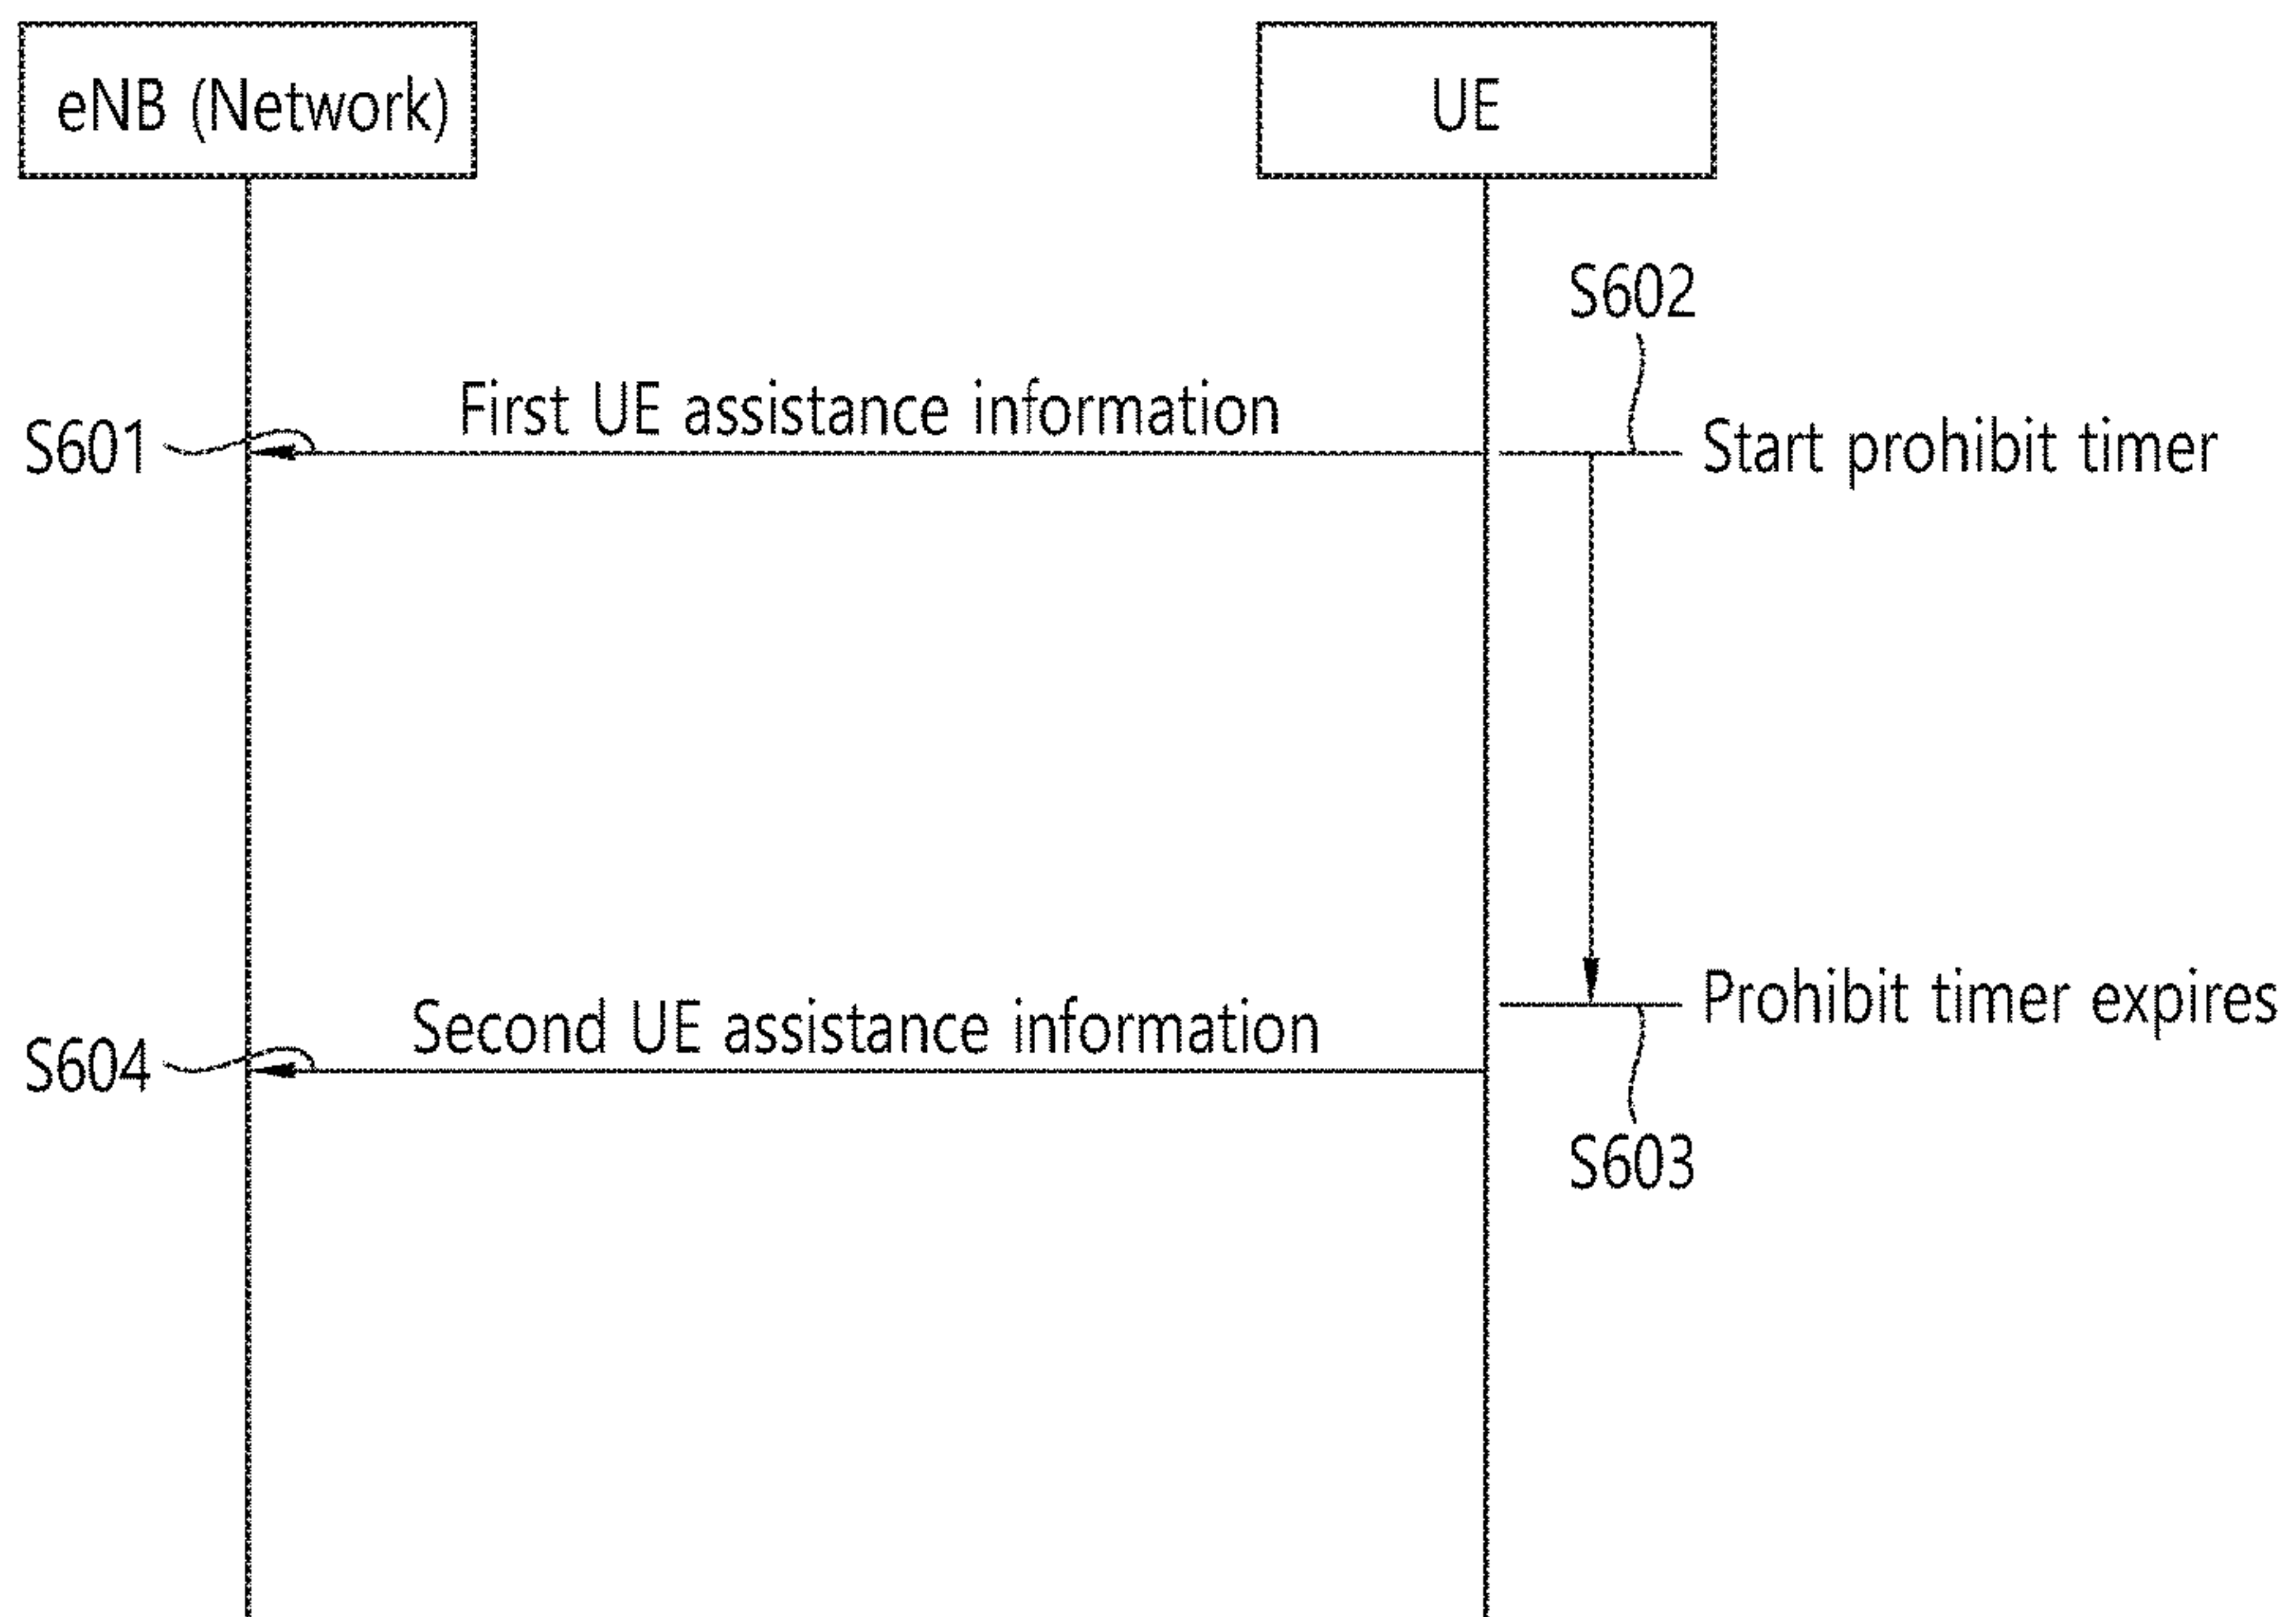 eNB (Network)
UE
S602
First UE assistance information
S601
Start prohibit timer
Prohibit timer expires
Second UE assistance information
S604
S603